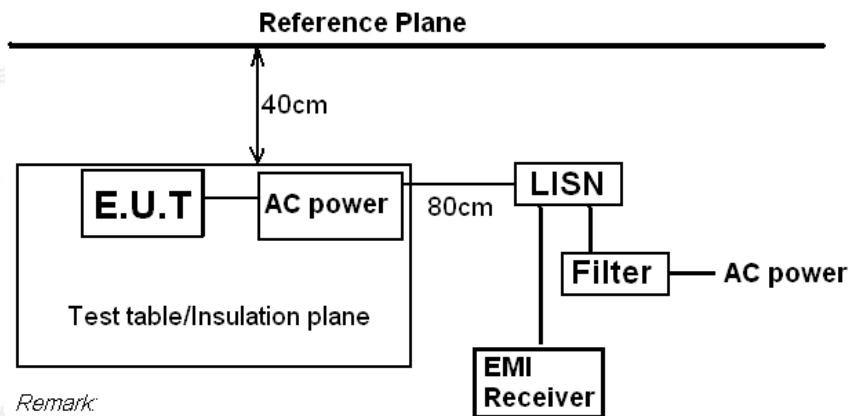 Reference Plane
40cm
E.U.T
AC power
80cm
LISN
Filter
AC power
Test table/Insulation plane
EMI
Receiver
Remark: